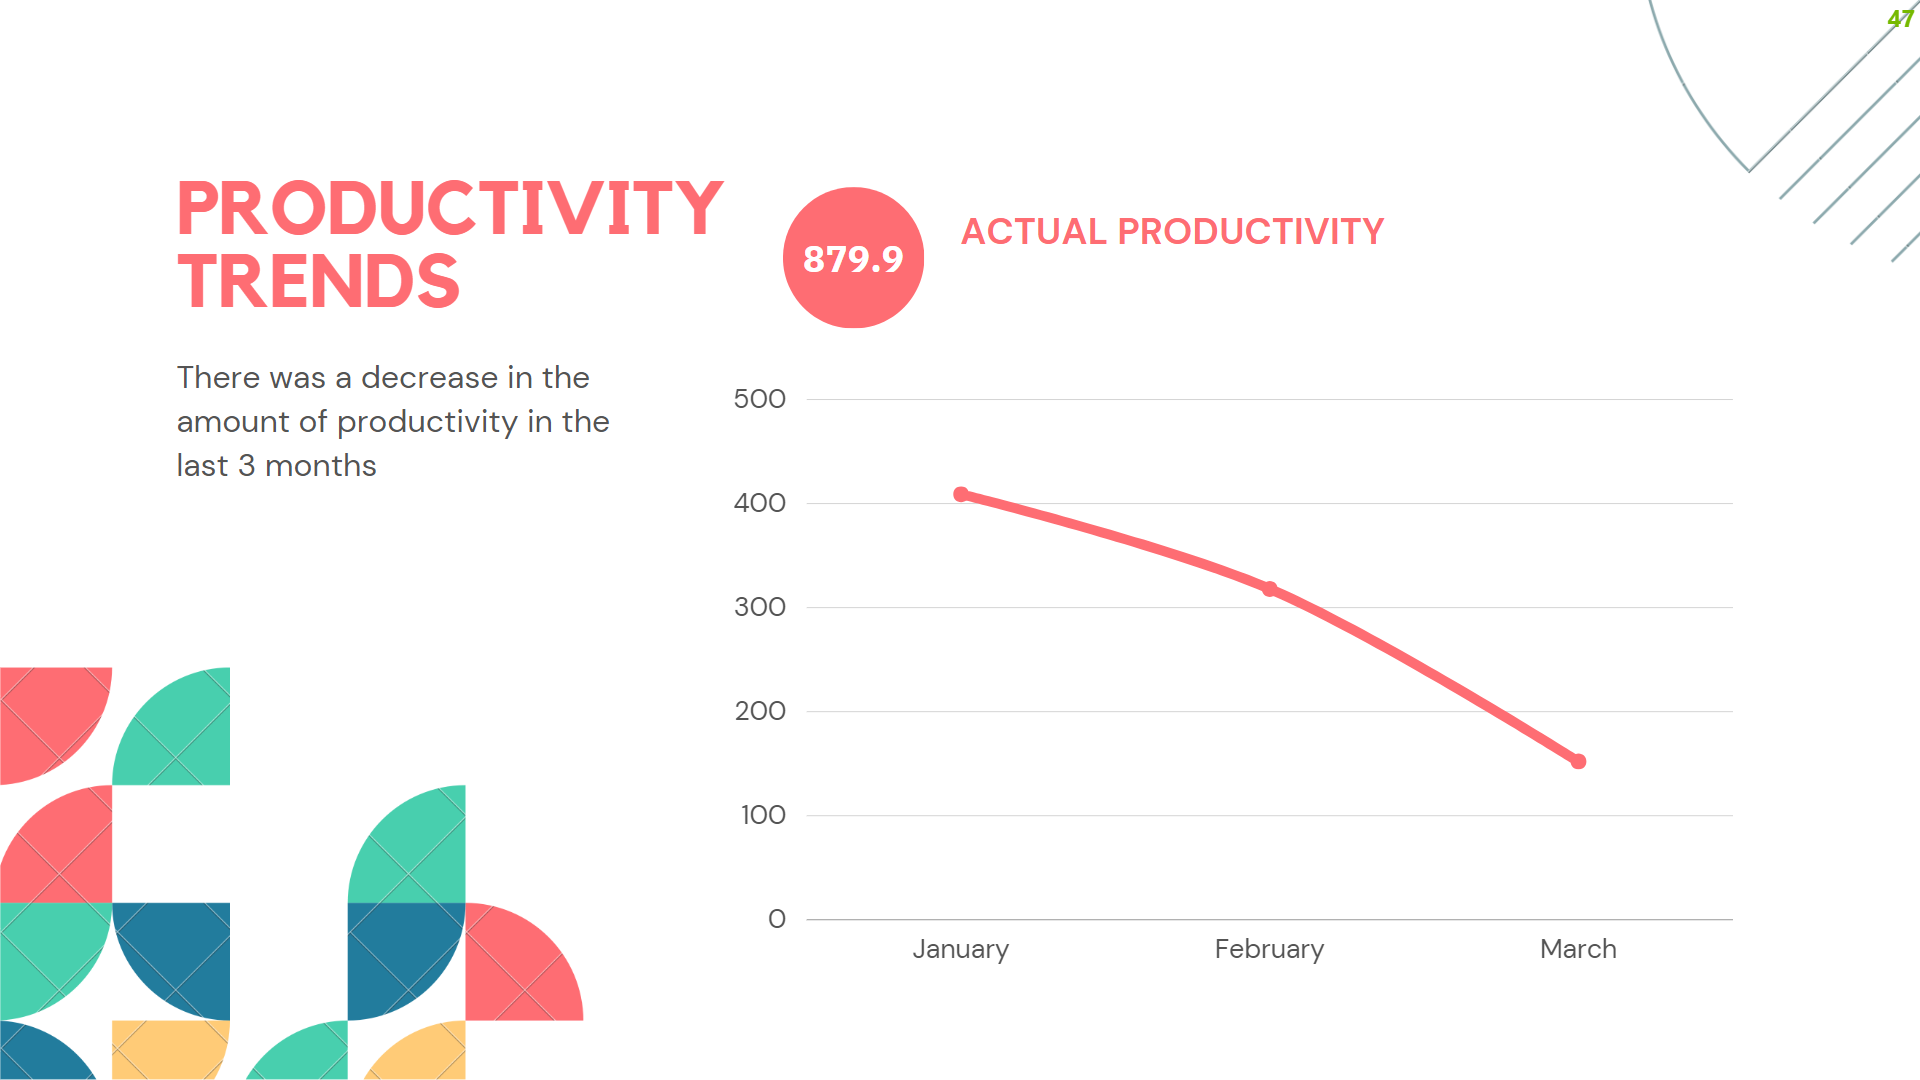 47
PRODUCTIVITY
TRENDS
There was a decrease in the
amount of productivity in the
last 3 months
879.9
ACTUAL PRODUCTIVITY
500
400
300
200
100
0
January February March